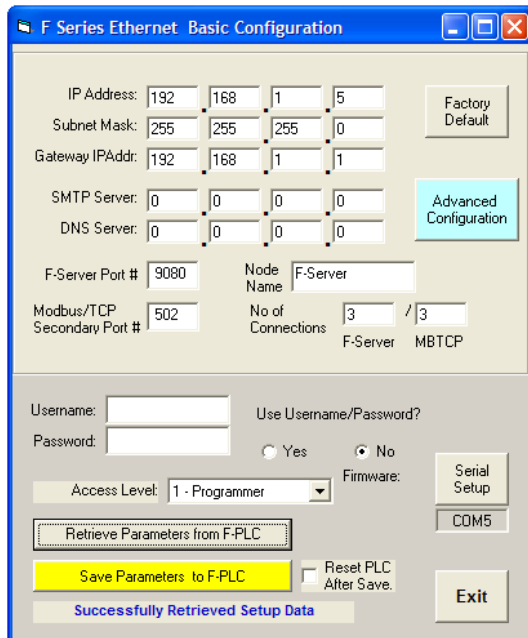 F Series Ethernet Basic Configuration
IP Address: 192 . 168 . 1 . 5
Factory
Default
Subnet Mask: 255 . 255 . 255 . 0
Gateway IPAddr: 192 . 168 . 1 . 1
SMTP Server: 0 . 0 . 0 . 0
Advanced
Configuration
DNS Server: 0 . 0 . 0 . 0
F-Server Port # 9080
Node
Name F-Server
Modbus/TCP
Secondary Port # 502
No of
Connections 3 / 3
F-Server MBTCP
Username:
Use Username/Password?
Password:
Yes No
Firmware:
Serial
Setup
Access Level: 1 - Programmer
COM5
Retrieve Parameters from F-PLC
Save Parameters to F-PLC
Reset PLC
After Save.
Exit
Successfully Retrieved Setup Data